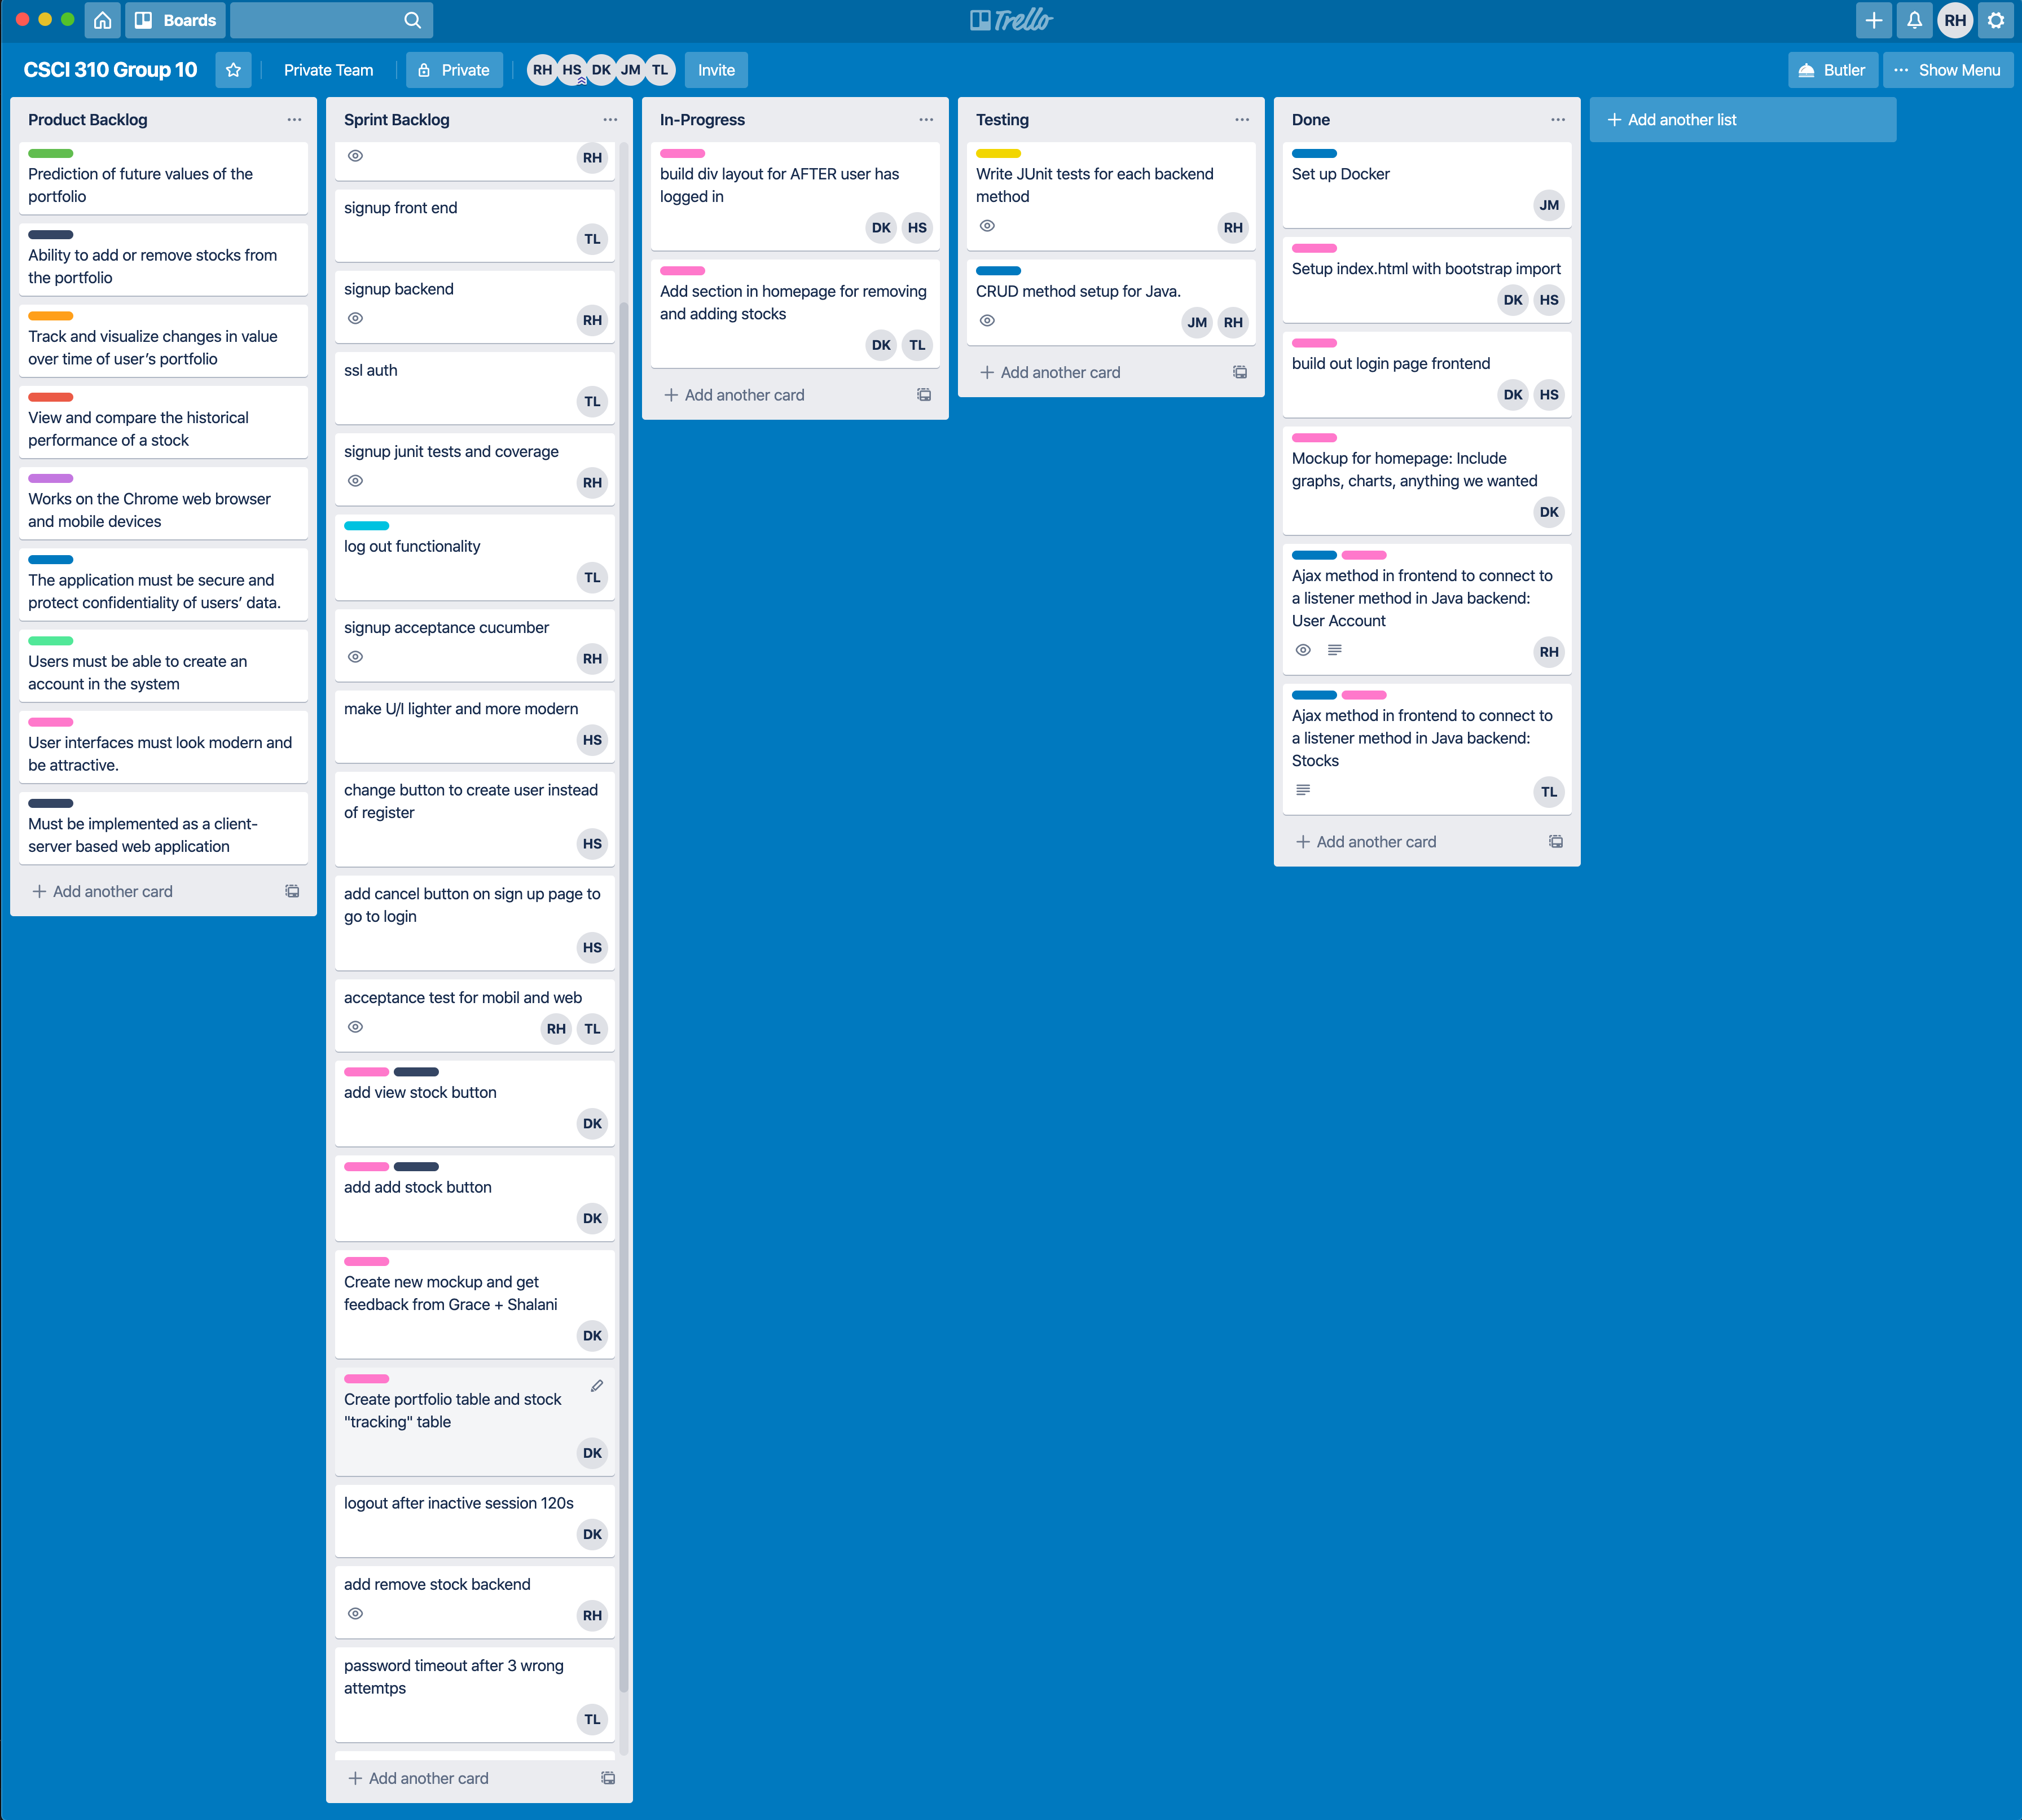 Boards
Trello
RH
CSCI 310 Group 10
Private Team
Private
RH HS DK JM TL
Invite
Butler
Show Menu
Product Backlog
Prediction of future values of the
portfolio
Ability to add or remove stocks from
the portfolio
Track and visualize changes in value
over time of user’s portfolio
View and compare the historical
performance of a stock
Works on the Chrome web browser
and mobile devices
The application must be secure and
protect confidentiality of users’ data.
Users must be able to create an
account in the system
User interfaces must look modern and
be attractive.
Must be implemented as a client-
server based web application
Add another card
Sprint Backlog
RH
signup front end
TL
signup backend
RH
ssl auth
TL
signup junit tests and coverage
RH
log out functionality
TL
signup acceptance cucumber
RH
make U/I lighter and more modern
HS
change button to create user instead
of register
HS
add cancel button on sign up page to
go to login
HS
acceptance test for mobil and web
RH TL
add view stock button
DK
add add stock button
DK
Create new mockup and get
feedback from Grace + Shalani
DK
Create portfolio table and stock
"tracking" table
DK
logout after inactive session 120s
DK
add remove stock backend
RH
password timeout after 3 wrong
attemtps
TL
Add another card
In-Progress
build div layout for AFTER user has
logged in
DK HS
Add section in homepage for removing
and adding stocks
DK TL
Add another card
Testing
Write JUnit tests for each backend
method
RH
CRUD method setup for Java.
JM RH
Add another card
Done
Set up Docker
JM
Setup index.html with bootstrap import
DK HS
build out login page frontend
DK HS
Mockup for homepage: Include
graphs, charts, anything we wanted
DK
Ajax method in frontend to connect to
a listener method in Java backend:
User Account
RH
Ajax method in frontend to connect to
a listener method in Java backend:
Stocks
TL
Add another card
Add another list